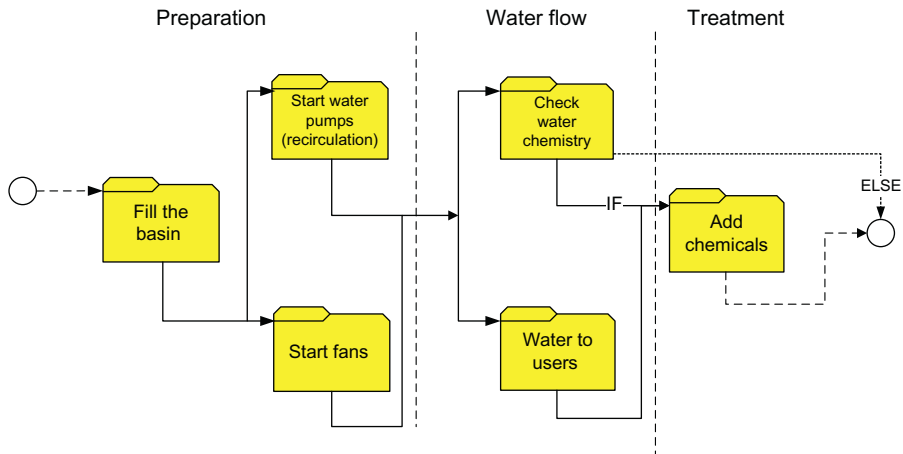 Preparation
Water flow
Treatment
Start water
pumps
(recirculation)
Check
water
chemistry
Fill the
basin
IF
ELSE
Add
chemicals
Start fans
Water to
users